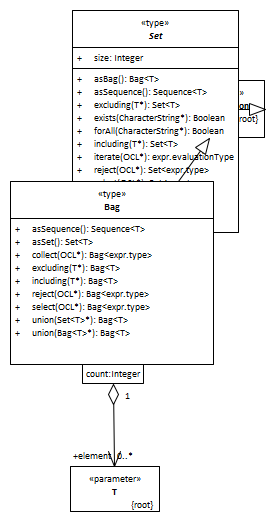 «type»
Set
+ size: Integer
+ asBag(): Bag<T>
+ asSequence(): Sequence<T>
+ excluding(T*): Set<T>
+ exists(CharacterString*): Boolean
+ forAll(CharacterString*): Boolean
+ including(T*): Set<T>
+ iterate(OCL*): expr.evaluationType
+ reject(OCL*): Set<expr.type>
»
on
{root}
«type»
Bag
+ asSequence(): Sequence<T>
+ asSet(): Set<T>
+ collect(OCL*): Bag<expr.type>
+ excluding(T*): Bag<T>
+ including(T*): Bag<T>
+ reject(OCL*): Bag<expr.type>
+ select(OCL*): Bag<expr.type>
+ union(Set<T>*): Bag<T>
+ union(Bag<T>*): Bag<T>
count:Integer
1
+element 0..*
«parameter»
T
{root}